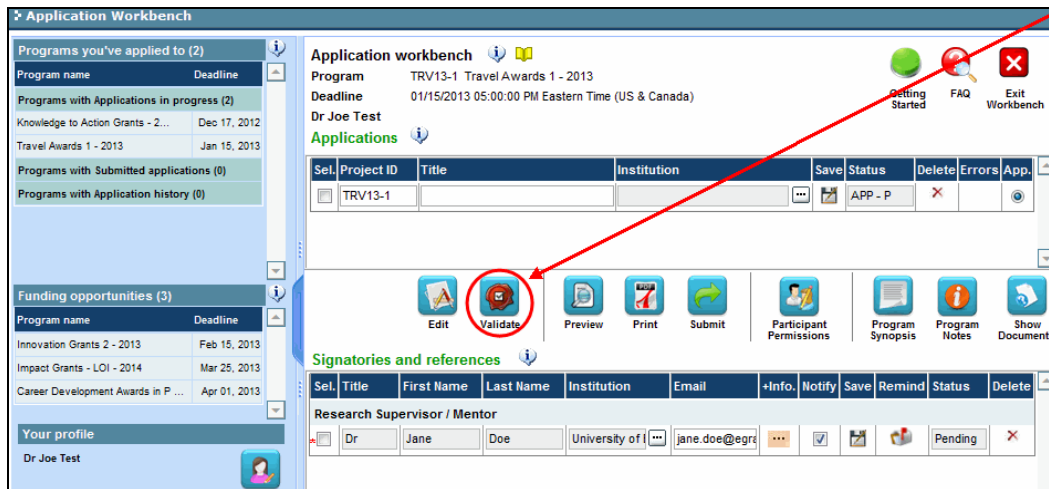 Application Workbench
Programs you've applied to (2)
Program name Deadline
Programs with Applications in progress (2)
Knowledge to Action Grants - 2... Dec 17, 2012
Travel Awards 1 - 2013 Jan 15, 2013
Programs with Submitted applications (0)
Programs with Application history (0)
Funding opportunities (3)
Program name Deadline
Innovation Grants 2 - 2013 Feb 15, 2013
Impact Grants - LOI - 2014 Mar 25, 2013
Career Development Awards in P ... Apr 01, 2013
Your profile
Dr Joe Test
Application workbench
Program TRV13-1 Travel Awards 1 - 2013
Deadline 01/15/2013 05:00:00 PM Eastern Time (US & Canada)
Dr Joe Test
Getting Started
FAQ
Exit Workbench
Applications
Sel. Project ID Title Institution Save Status Delete Errors App.
TRV13-1 ... APP - P
Edit
Validate
Preview
PDF
Print
Submit
Participant Permissions
Program Synopsis
Program Notes
Show Document
Signatories and references
Sel. Title First Name Last Name Institution Email +Info. Notify Save Remind Status Delete
Research Supervisor / Mentor
Dr Jane Doe University of ... jane.doe@egra ... Pending